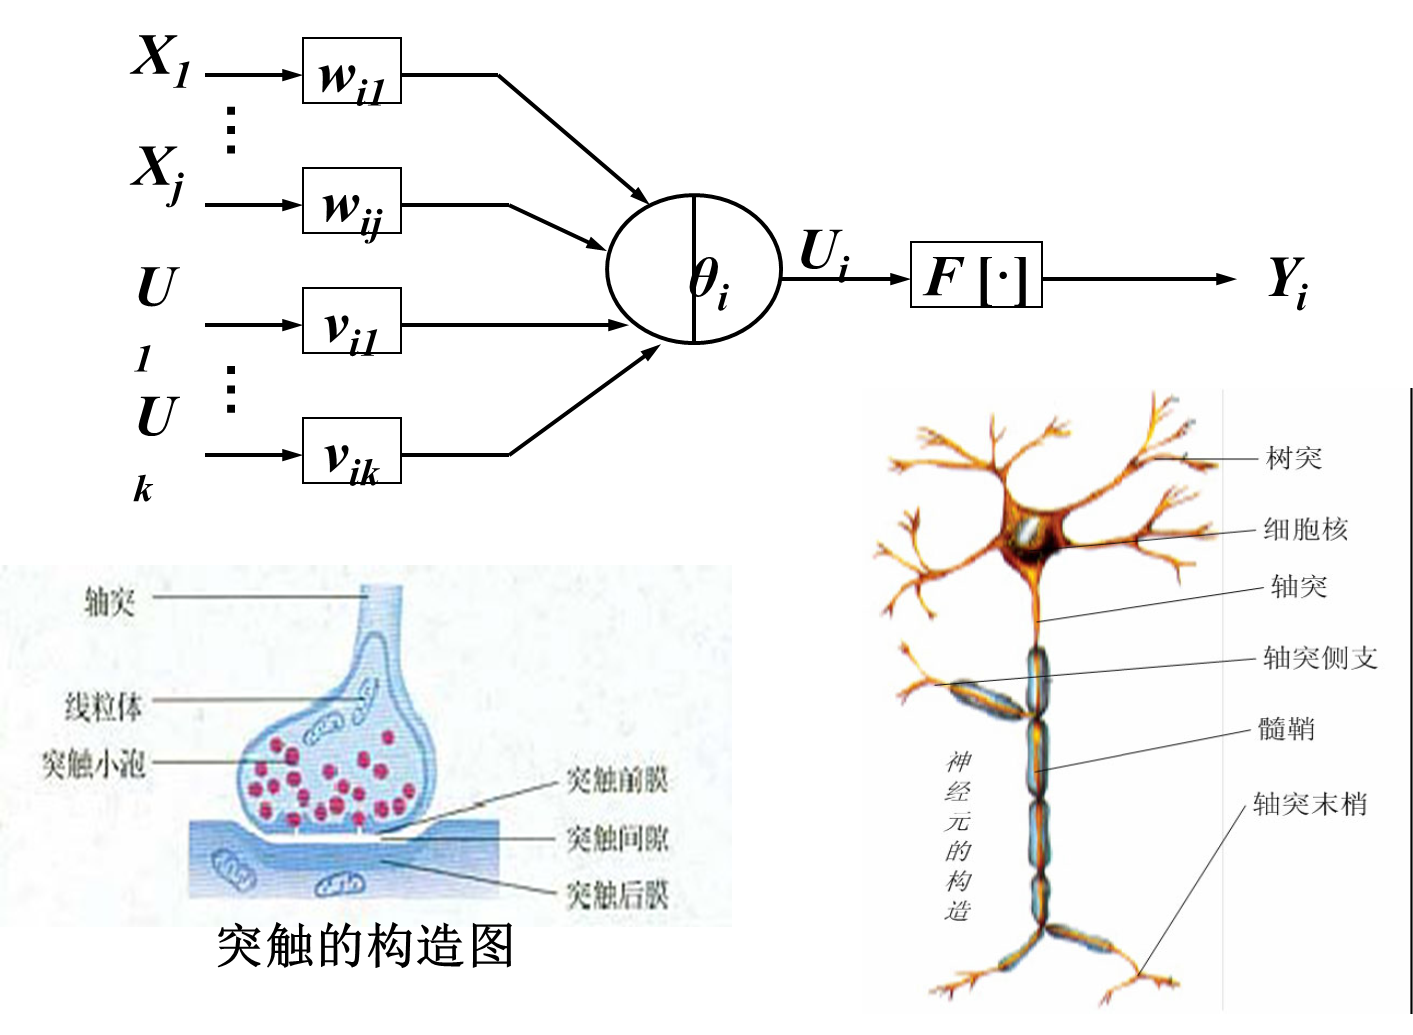 X1
wi1
⋮
Xj
wij
U
1
vi1
⋮
U
k
vik
θi
Ui
F [·]
Yi
轴突
线粒体
突触小泡
突触前膜
突触间隙
突触后膜
突触的构造图
树突
细胞核
轴突
轴突侧支
髓鞘
轴突末梢
神经元的构造